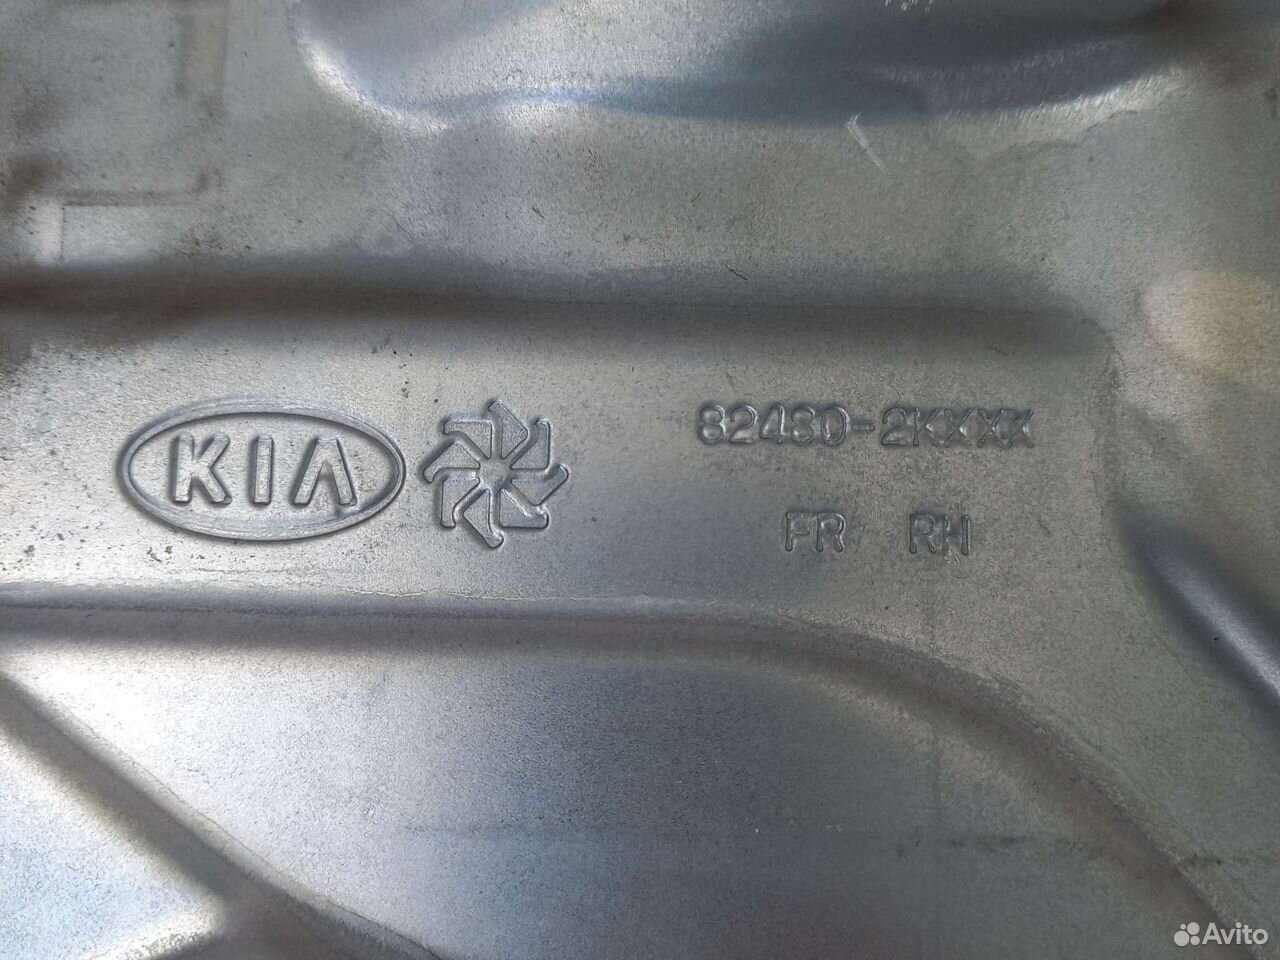 KIA
82480-2KXXX
FR RH
Avito